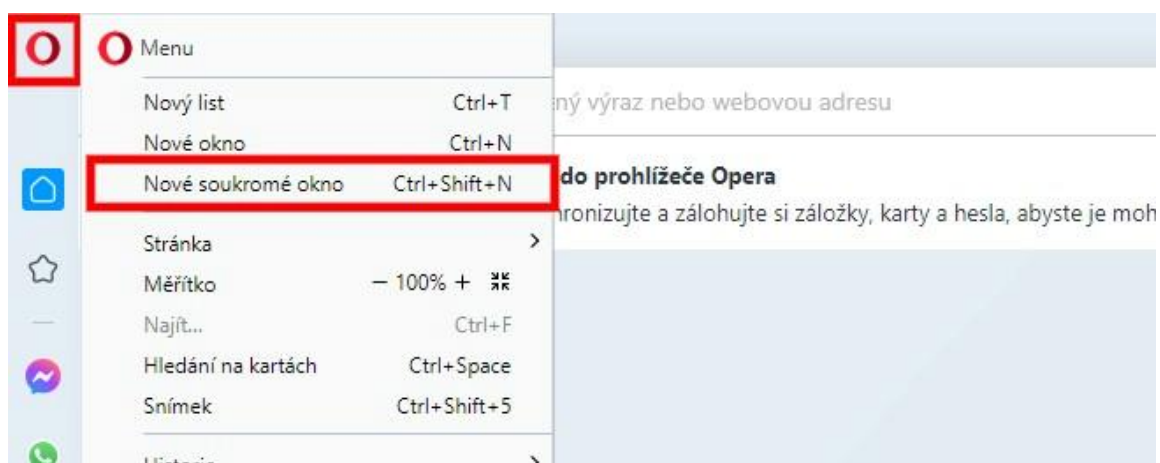 Menu
Nový list Ctrl+T
ný výraz nebo webovou adresu
Nové okno Ctrl+N
Nové soukromé okno Ctrl+Shift+N
do prohlížeče Opera
hronizujte a zálohujte si záložky, karty a hesla, abyste je moh
Stránka
Měřítko – 100% +
Najít... Ctrl+F
Hledání na kartách Ctrl+Space
Snímek Ctrl+Shift+5